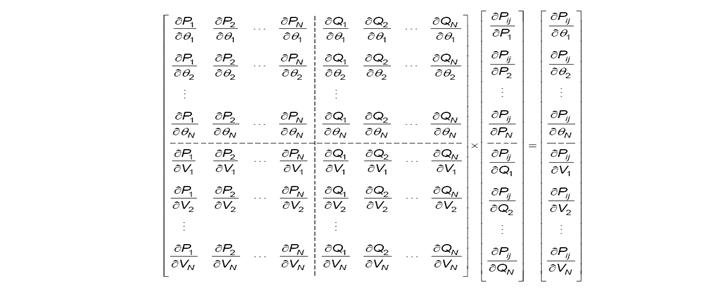 ∂P₁/∂θ₁ ∂P₂/∂θ₁ ⋯ ∂P_N/∂θ₁ ∂Q₁/∂θ₁ ∂Q₂/∂θ₁ ⋯ ∂Q_N/∂θ₁ ∂P_ij/∂P₁ ∂P_ij/∂θ₁
∂P₁/∂θ₂ ∂P₂/∂θ₂ ⋯ ∂P_N/∂θ₂ ∂Q₁/∂θ₂ ∂Q₂/∂θ₂ ⋯ ∂Q_N/∂θ₂ ∂P_ij/∂P₂ ∂P_ij/∂θ₂
⋮ ⋮ ⋮ ⋮
∂P₁/∂θ_N ∂P₂/∂θ_N ⋯ ∂P_N/∂θ_N ∂Q₁/∂θ_N ∂Q₂/∂θ_N ⋯ ∂Q_N/∂θ_N ∂P_ij/∂P_N ∂P_ij/∂θ_N
× =
∂P₁/∂V₁ ∂P₂/∂V₁ ⋯ ∂P_N/∂V₁ ∂Q₁/∂V₁ ∂Q₂/∂V₁ ⋯ ∂Q_N/∂V₁ ∂P_ij/∂Q₁ ∂P_ij/∂V₁
∂P₁/∂V₂ ∂P₂/∂V₂ ⋯ ∂P_N/∂V₂ ∂Q₁/∂V₂ ∂Q₂/∂V₂ ⋯ ∂Q_N/∂V₂ ∂P_ij/∂Q₂ ∂P_ij/∂V₂
⋮ ⋮ ⋮ ⋮
∂P₁/∂V_N ∂P₂/∂V_N ⋯ ∂P_N/∂V_N ∂Q₁/∂V_N ∂Q₂/∂V_N ⋯ ∂Q_N/∂V_N ∂P_ij/∂Q_N ∂P_ij/∂V_N